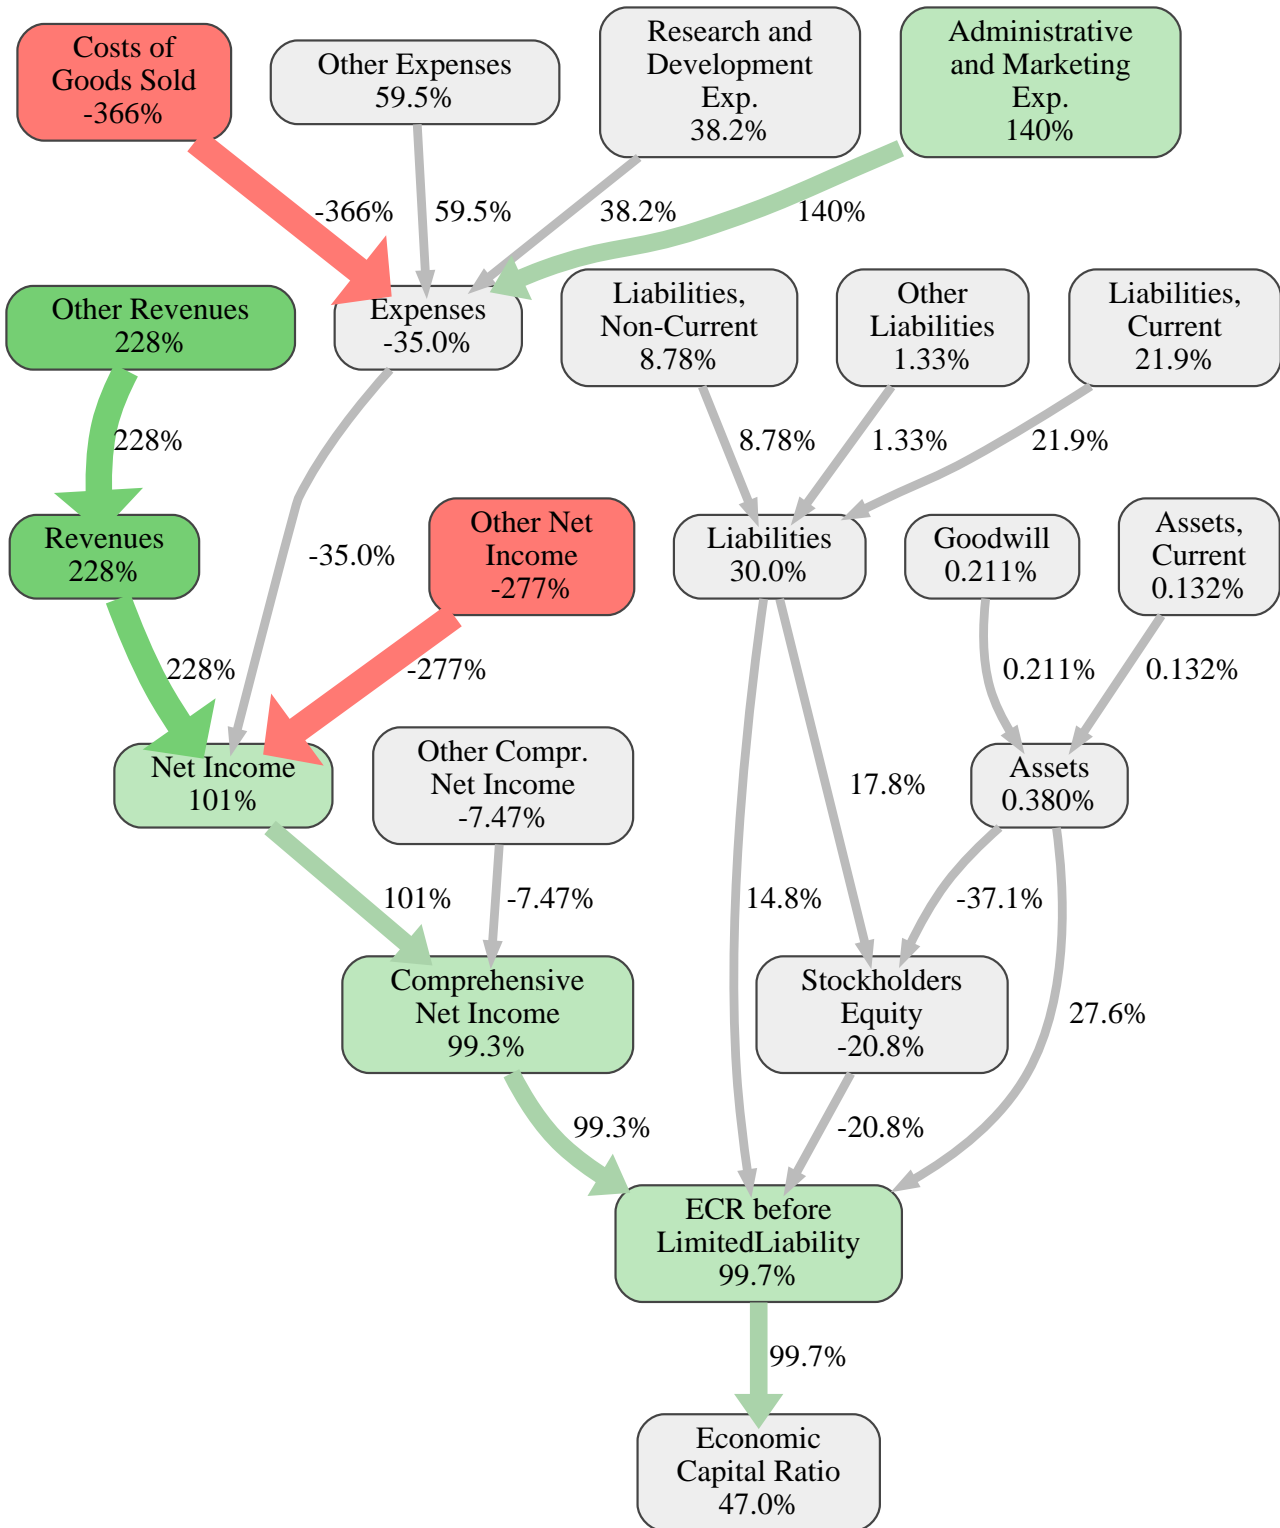 Costs of
Goods Sold
-366%
Other Expenses
59.5%
Research and
Development
Exp.
38.2%
Administrative
and Marketing
Exp.
140%
-366%
59.5%
38.2%
140%
Other Revenues
228%
Expenses
-35.0%
Liabilities,
Non-Current
8.78%
Other
Liabilities
1.33%
Liabilities,
Current
21.9%
228%
8.78%
1.33%
21.9%
Revenues
228%
-35.0%
Other Net
Income
-277%
Liabilities
30.0%
Goodwill
0.211%
Assets,
Current
0.132%
228%
-277%
0.211%
0.132%
Net Income
101%
Other Compr.
Net Income
-7.47%
17.8%
Assets
0.380%
101%
-7.47%
14.8%
-37.1%
Comprehensive
Net Income
99.3%
Stockholders
Equity
-20.8%
27.6%
99.3%
-20.8%
ECR before
LimitedLiability
99.7%
99.7%
Economic
Capital Ratio
47.0%